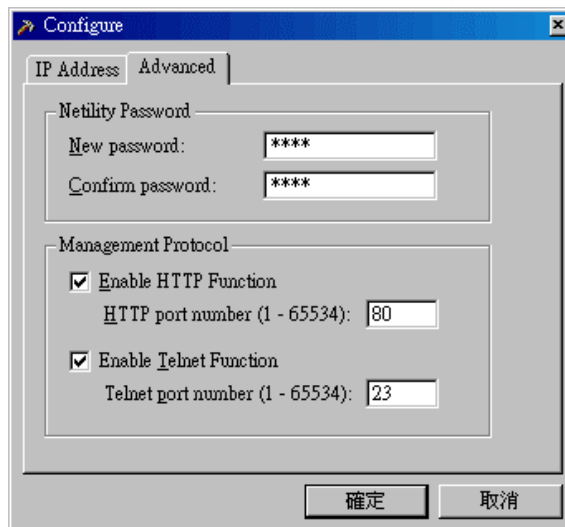 Configure
IP Address Advanced
Netility Password
New password: ****
Confirm password: ****
Management Protocol
Enable HTTP Function
HTTP port number (1 - 65534): 80
Enable Telnet Function
Telnet port number (1 - 65534): 23
確定 取消